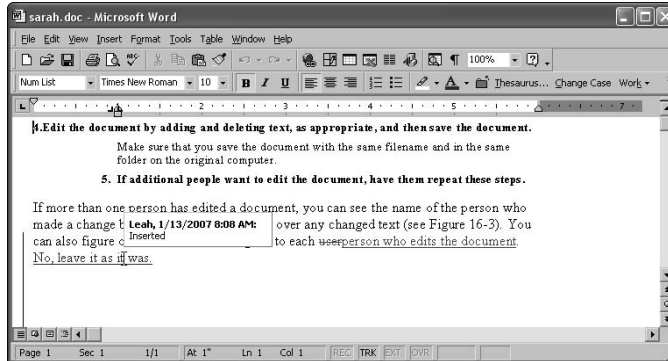 sarah.doc - Microsoft Word
File Edit View Insert Format Tools Table Window Help
100%
Num List Times New Roman 10 B I U Thesaurus... Change Case Work
2 3 4 5 7
4.Edit the document by adding and deleting text, as appropriate, and then save the document.
Make sure that you save the document with the same filename and in the same
folder on the original computer.
5. If additional people want to edit the document, have them repeat these steps.
If more than one person has edited a document, you can see the name of the person who
made a change b Leah, 1/13/2007 8:08 AM: over any changed text (see Figure 16-3). You
can also figure Inserted to each userperson who edits the document.
No, leave it as it was.
Page 1 Sec 1 1/1 At 1" Ln 1 Col 1 REC TRK EXT OVR